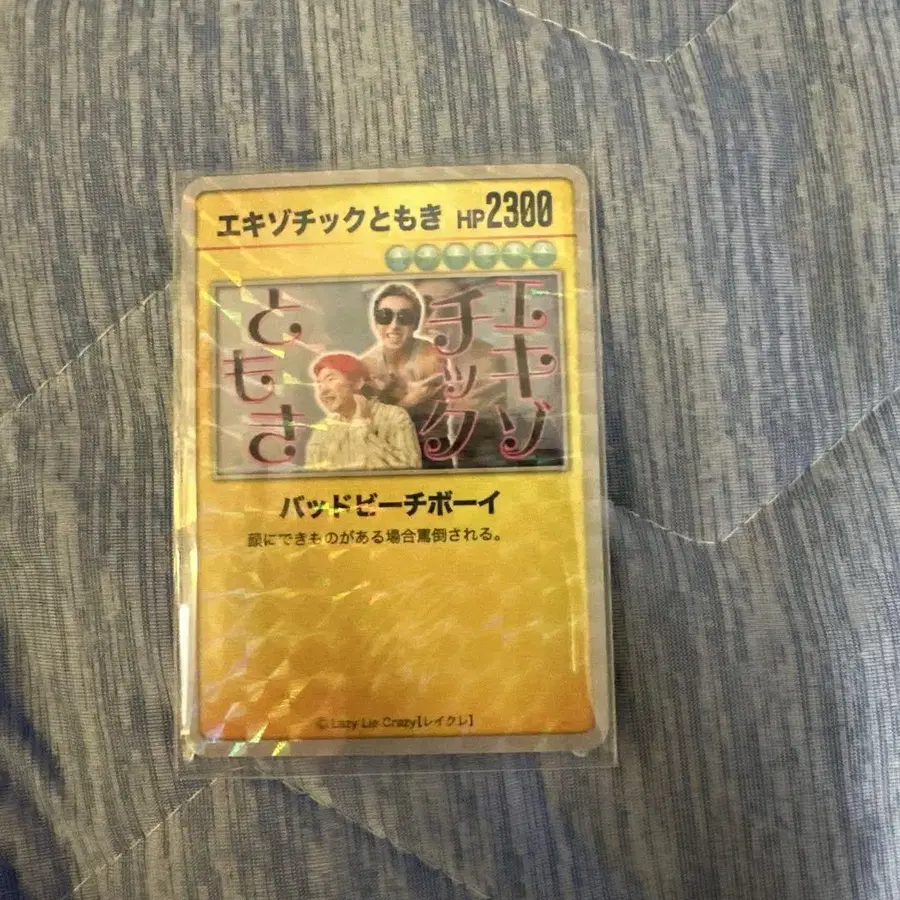 エキゾチックともき HP2300
エキゾ
チック
ともき
バッドビーチボーイ
顔にできものがある場合罵倒される。
© Lazy Lie Crazy【レイクレ】